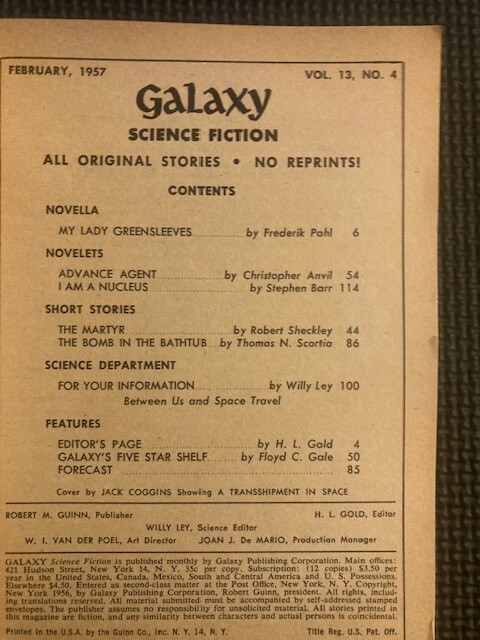 FEBRUARY, 1957 VOL. 13, NO. 4
Galaxy
SCIENCE FICTION
ALL ORIGINAL STORIES • NO REPRINTS!
CONTENTS
NOVELLA
MY LADY GREENSLEEVES by Frederik Pohl 6
NOVELETS
ADVANCE AGENT by Christopher Anvil 54
I AM A NUCLEUS by Stephen Barr 114
SHORT STORIES
THE MARTYR by Robert Sheckley 44
THE BOMB IN THE BATHTUB by Thomas N. Scortia 86
SCIENCE DEPARTMENT
FOR YOUR INFORMATION by Willy Ley 100
Between Us and Space Travel
FEATURES
EDITOR'S PAGE by H. L. Gold 4
GALAXY'S FIVE STAR SHELF by Floyd C. Gale 50
FORECAST 85
Cover by JACK COGGINS Showing A TRANSSHIPMENT IN SPACE
ROBERT M. GUINN, Publisher H. L. GOLD, Editor
WILLY LEY, Science Editor
W. I. VAN DER POEL, Art Director JOAN J. De MARIO, Production Manager
GALAXY Science Fiction is published monthly by Galaxy Publishing Corporation. Main offices:
421 Hudson Street, New York 14, N. Y. 35c per copy. Subscription: (12 copies) $3.50 per
year in the United States, Canada, Mexico, South and Central America and U. S. Possessions.
Elsewhere $4.50. Entered as second-class matter at the Post Office, New York, N. Y. Copyright,
New York 1956, by Galaxy Publishing Corporation, Robert Guinn, president. All rights, includ-
ing translations reserved. All material submitted must be accompanied by self-addressed stamped
envelopes. The publisher assumes no responsibility for unsolicited material. All stories printed in
this magazine are fiction, and any similarity between characters and actual persons is coincidental.
Printed in the U.S.A. by the Guinn Co., Inc. N. Y. 14, N. Y. Title Reg. U.S. Pat. Off.